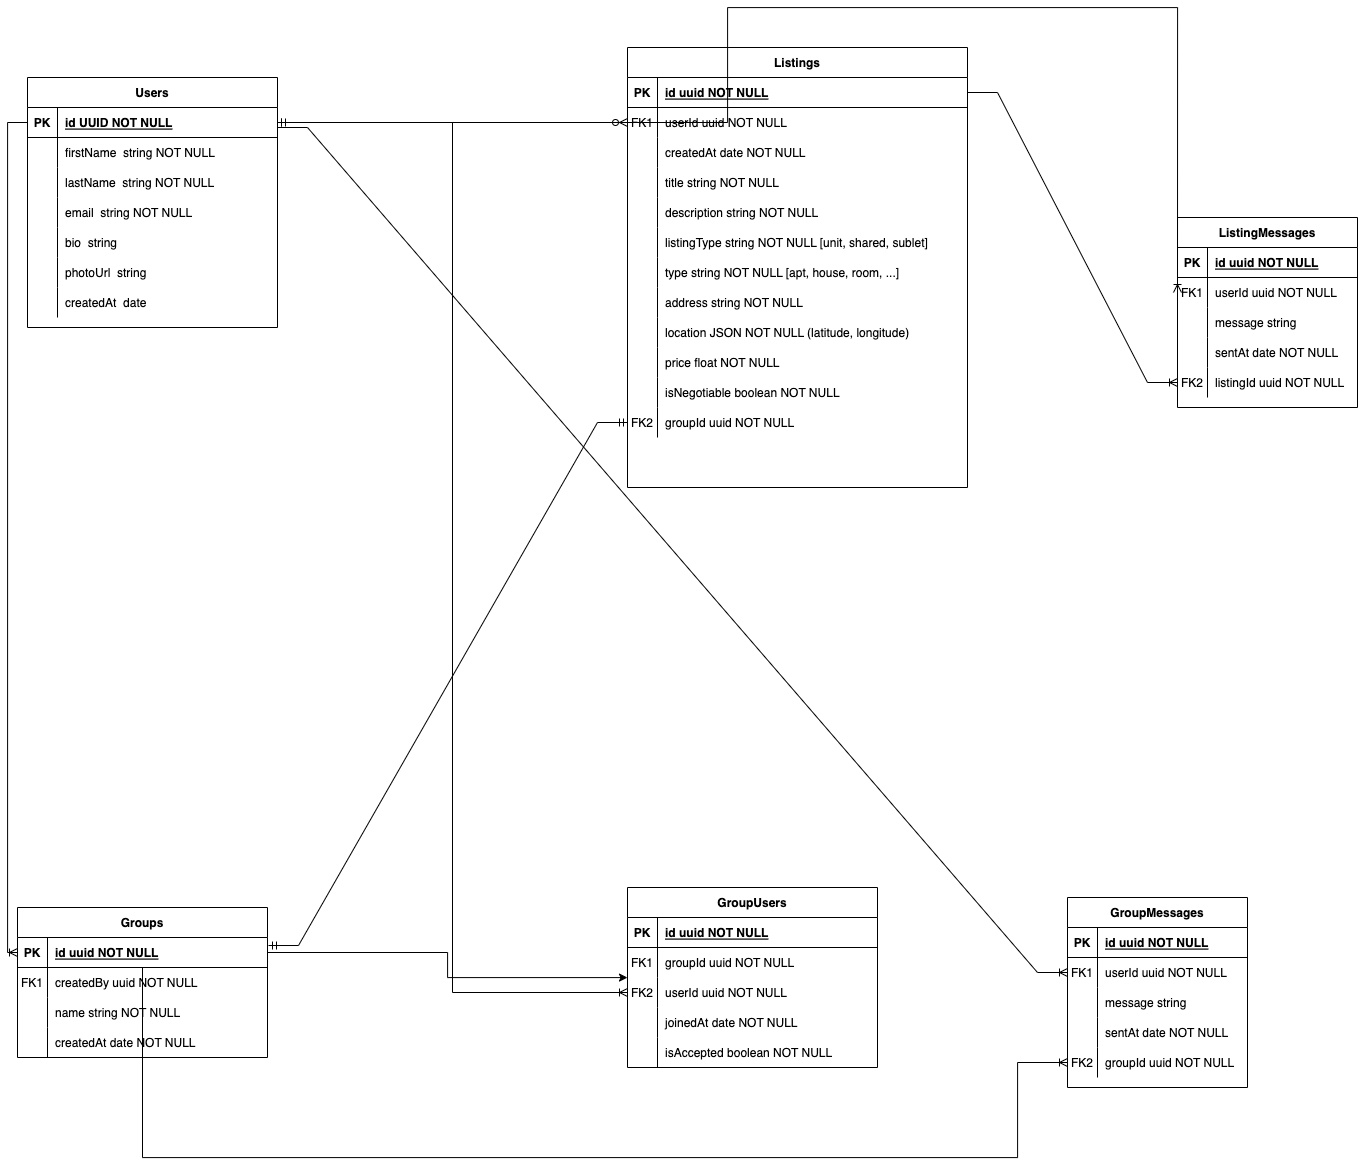 Users
PK id UUID NOT NULL
firstName string NOT NULL
lastName string NOT NULL
email string NOT NULL
bio string
photoUrl string
createdAt date
Listings
PK id uuid NOT NULL
FK1 userId uuid NOT NULL
createdAt date NOT NULL
title string NOT NULL
description string NOT NULL
listingType string NOT NULL [unit, shared, sublet]
type string NOT NULL [apt, house, room, ...]
address string NOT NULL
location JSON NOT NULL (latitude, longitude)
price float NOT NULL
isNegotiable boolean NOT NULL
FK2 groupId uuid NOT NULL
ListingMessages
PK id uuid NOT NULL
FK1 userId uuid NOT NULL
message string
sentAt date NOT NULL
FK2 listingId uuid NOT NULL
Groups
PK id uuid NOT NULL
FK1 createdBy uuid NOT NULL
name string NOT NULL
createdAt date NOT NULL
GroupUsers
PK id uuid NOT NULL
FK1 groupId uuid NOT NULL
FK2 userId uuid NOT NULL
joinedAt date NOT NULL
isAccepted boolean NOT NULL
GroupMessages
PK id uuid NOT NULL
FK1 userId uuid NOT NULL
message string
sentAt date NOT NULL
FK2 groupId uuid NOT NULL